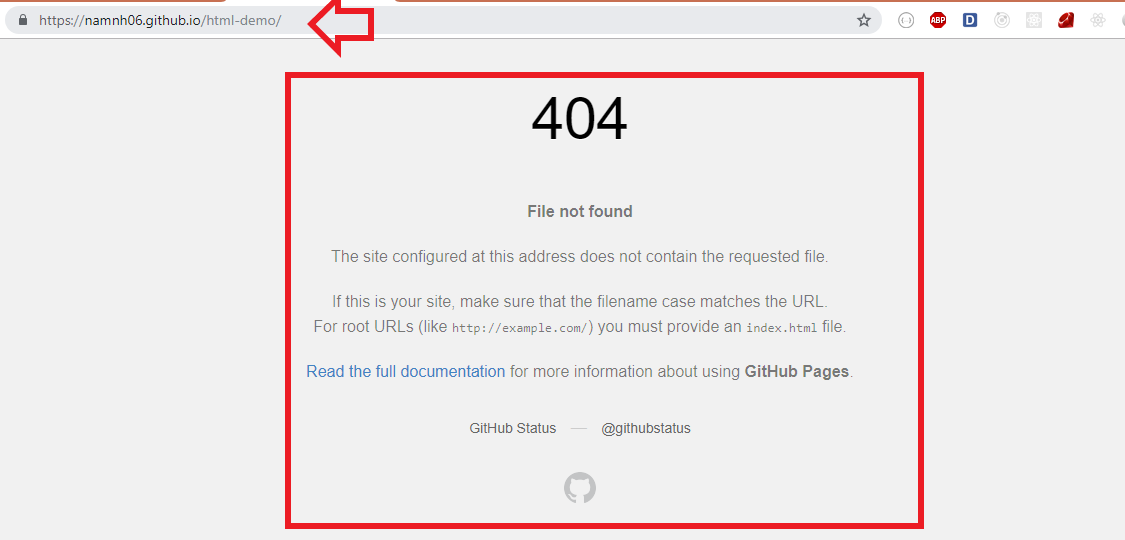 https://namnh06.github.io/html-demo/
ABP
D
404
File not found
The site configured at this address does not contain the requested file.
If this is your site, make sure that the filename case matches the URL.
For root URLs (like http://example.com/) you must provide an index.html file.
Read the full documentation for more information about using GitHub Pages.
GitHub Status — @githubstatus